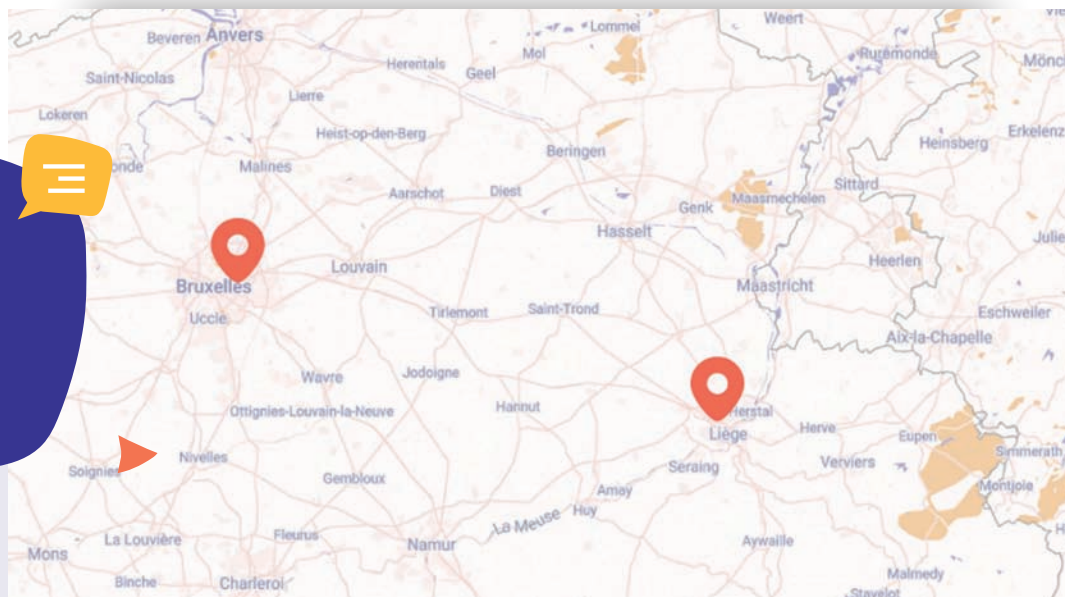 Anvers
Beveren
Lommel
Weert
Mol
Ruremonde
Herentals
Geel
Saint-Nicolas
Lierre
Lokeren
Heist-op-den-Berg
Erkelenz
Heinsberg
Beringen
Malines
Aarschot
Diest
Sittard
Genk
Maasmechelen
Hasselt
Louvain
Heerlen
Bruxelles
Maastricht
Uccle
Tirlemont
Saint-Trond
Eschweiler
Aix-la-Chapelle
Wavre
Jodoigne
Ottignies-Louvain-la-Neuve
Hannut
Herstal
Liège
Herve
Eupen
Simmerath
Nivelles
Soignies
Seraing
Verviers
Gembloux
Montjoie
Amay
Huy
La Meuse
Fleurus
La Louvière
Namur
Aywaille
Mons
Binche
Charleroi
Malmedy
Stavelot